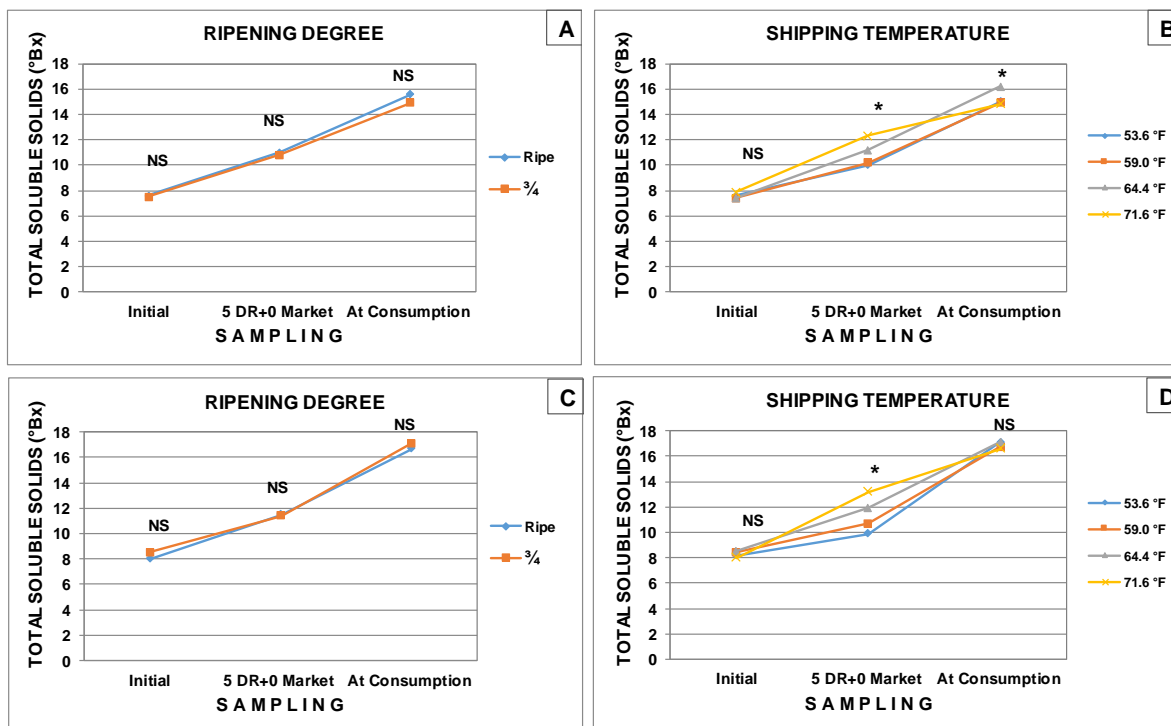 RIPENING DEGREE
A
TOTAL SOLUBLE SOLIDS (°Bx)
18
16
14
12
10
8
6
4
2
0
NS
NS
NS
Ripe
¾
Initial
5 DR+0 Market
At Consumption
SAMPLING
SHIPPING TEMPERATURE
B
TOTAL SOLUBLE SOLIDS (°Bx)
18
16
14
12
10
8
6
4
2
0
NS
*
*
53.6 °F
59.0 °F
64.4 °F
71.6 °F
Initial
5 DR+0 Market
At Consumption
SAMPLING
RIPENING DEGREE
C
TOTAL SOLUBLE SOLIDS (°Bx)
18
16
14
12
10
8
6
4
2
0
NS
NS
NS
Ripe
¾
Initial
5 DR+0 Market
At Consumption
SAMPLING
SHIPPING TEMPERATURE
D
TOTAL SOLUBLE SOLIDS (°Bx)
18
16
14
12
10
8
6
4
2
0
NS
*
NS
53.6 °F
59.0 °F
64.4 °F
71.6 °F
Initial
5 DR+0 Market
At Consumption
SAMPLING